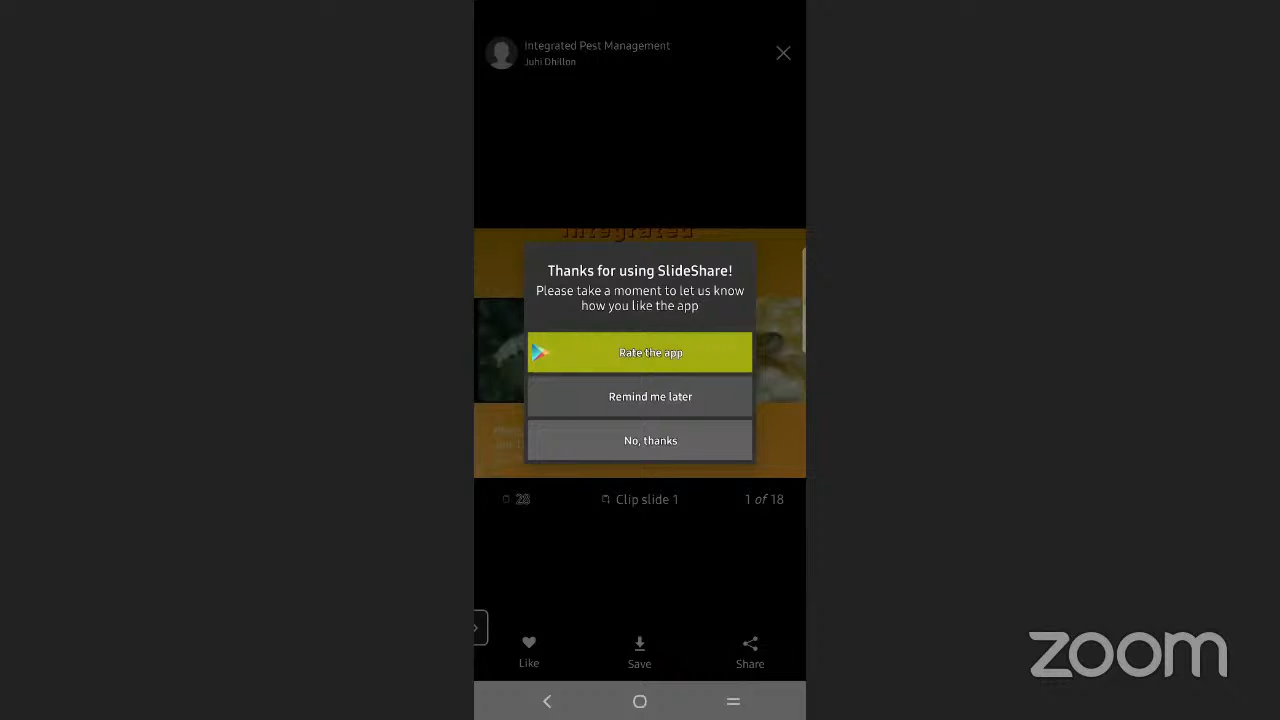 Integrated Pest Management
Juhi Dhillon
Integrated
Thanks for using SlideShare!
Please take a moment to let us know
how you like the app
Rate the app
Remind me later
No, thanks
28
Clip slide 1
1 of 18
Like
Save
Share
zoom